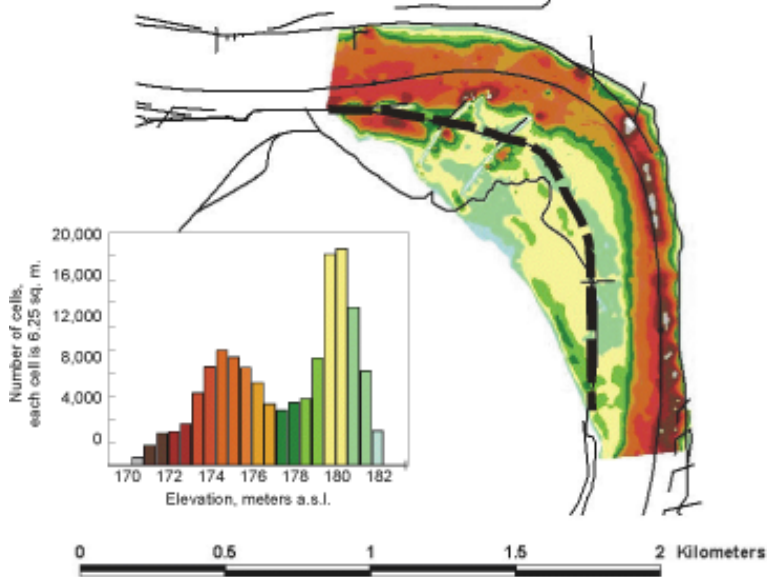 20,000
16,000
12,000
8,000
4,000
0
Number of cells,
each cell is 6.25 sq. m.
170 172 174 176 178 180 182
Elevation, meters a.s.l.
0 0.5 1 1.5 2 Kilometers